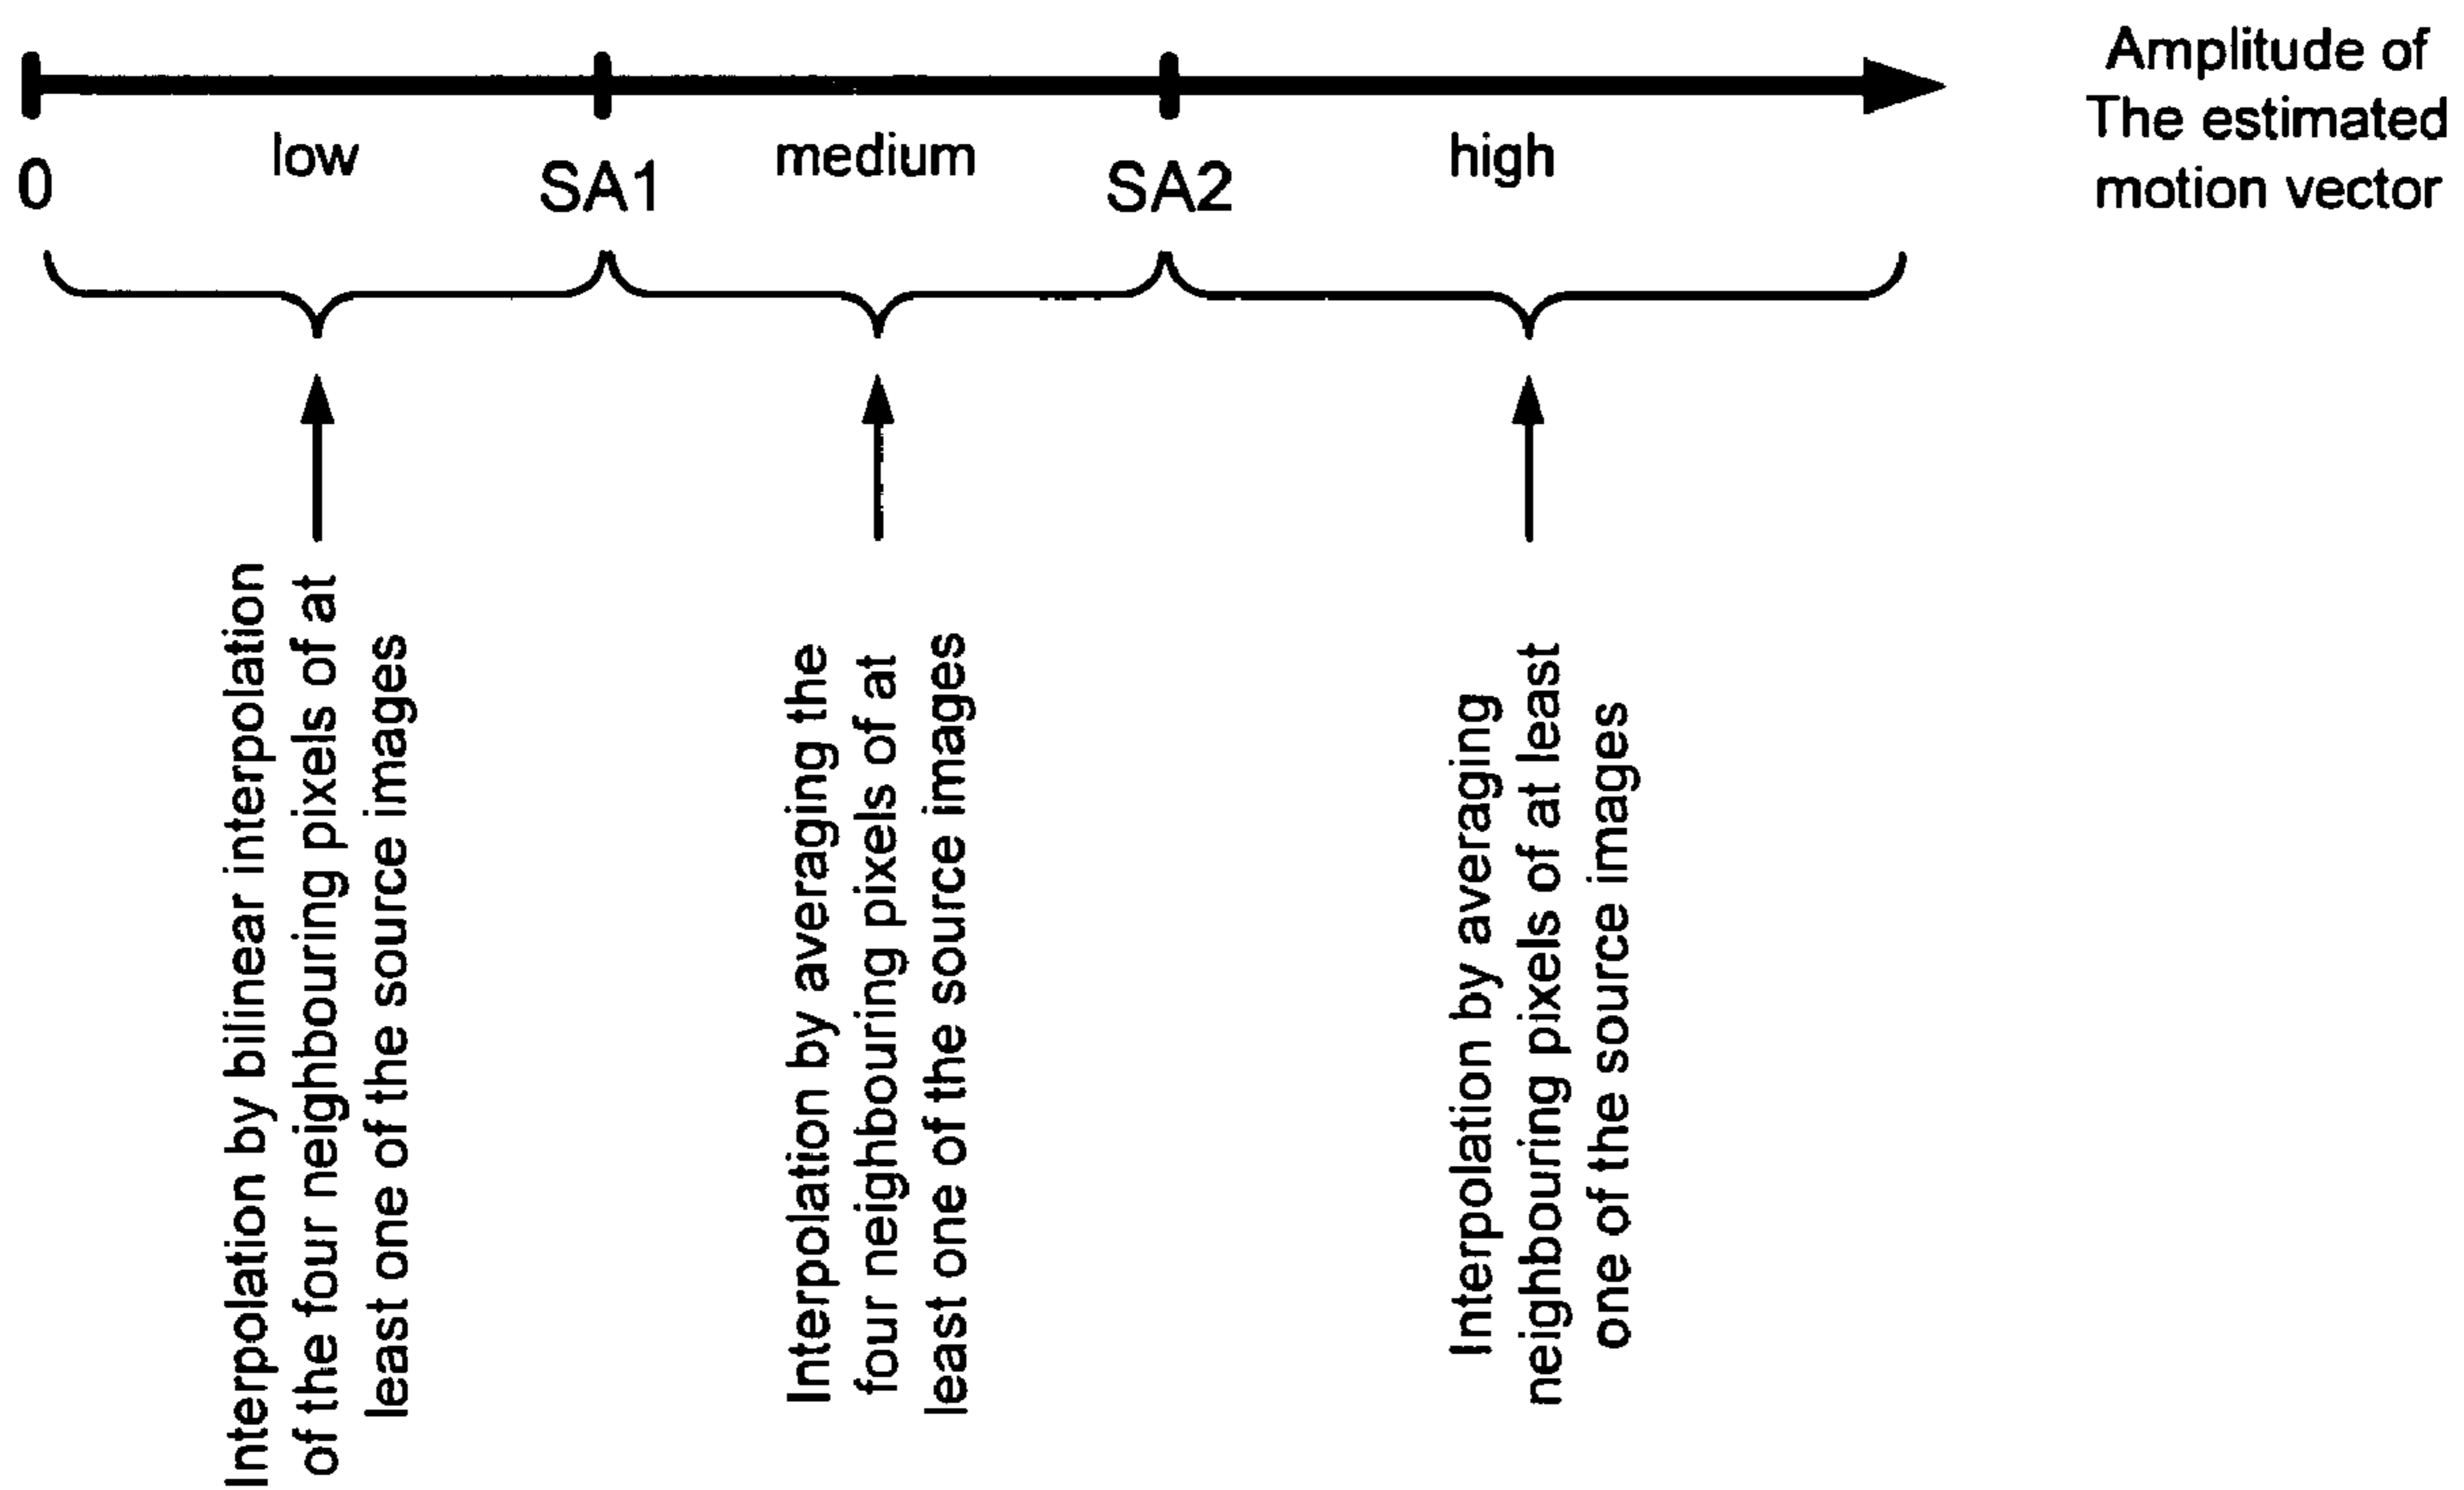 Amplitude of
The estimated
motion vector
0
low
SA1
medium
SA2
high
Interpolation by bilinear interpolation
of the four neighbouring pixels of at
least one of the source images
Interpolation by averaging the
four neighbouring pixels of at
least one of the source images
Interpolation by averaging
neighbouring pixels of at least
one of the source images